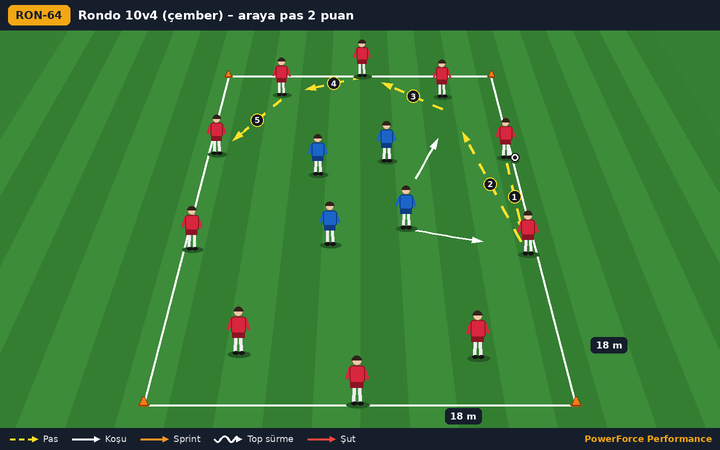 RON-64 Rondo 10v4 (çember) – araya pas 2 puan
4
3
5
2
1
18 m
18 m
Pas Koşu Sprint Top sürme Şut PowerForce Performance